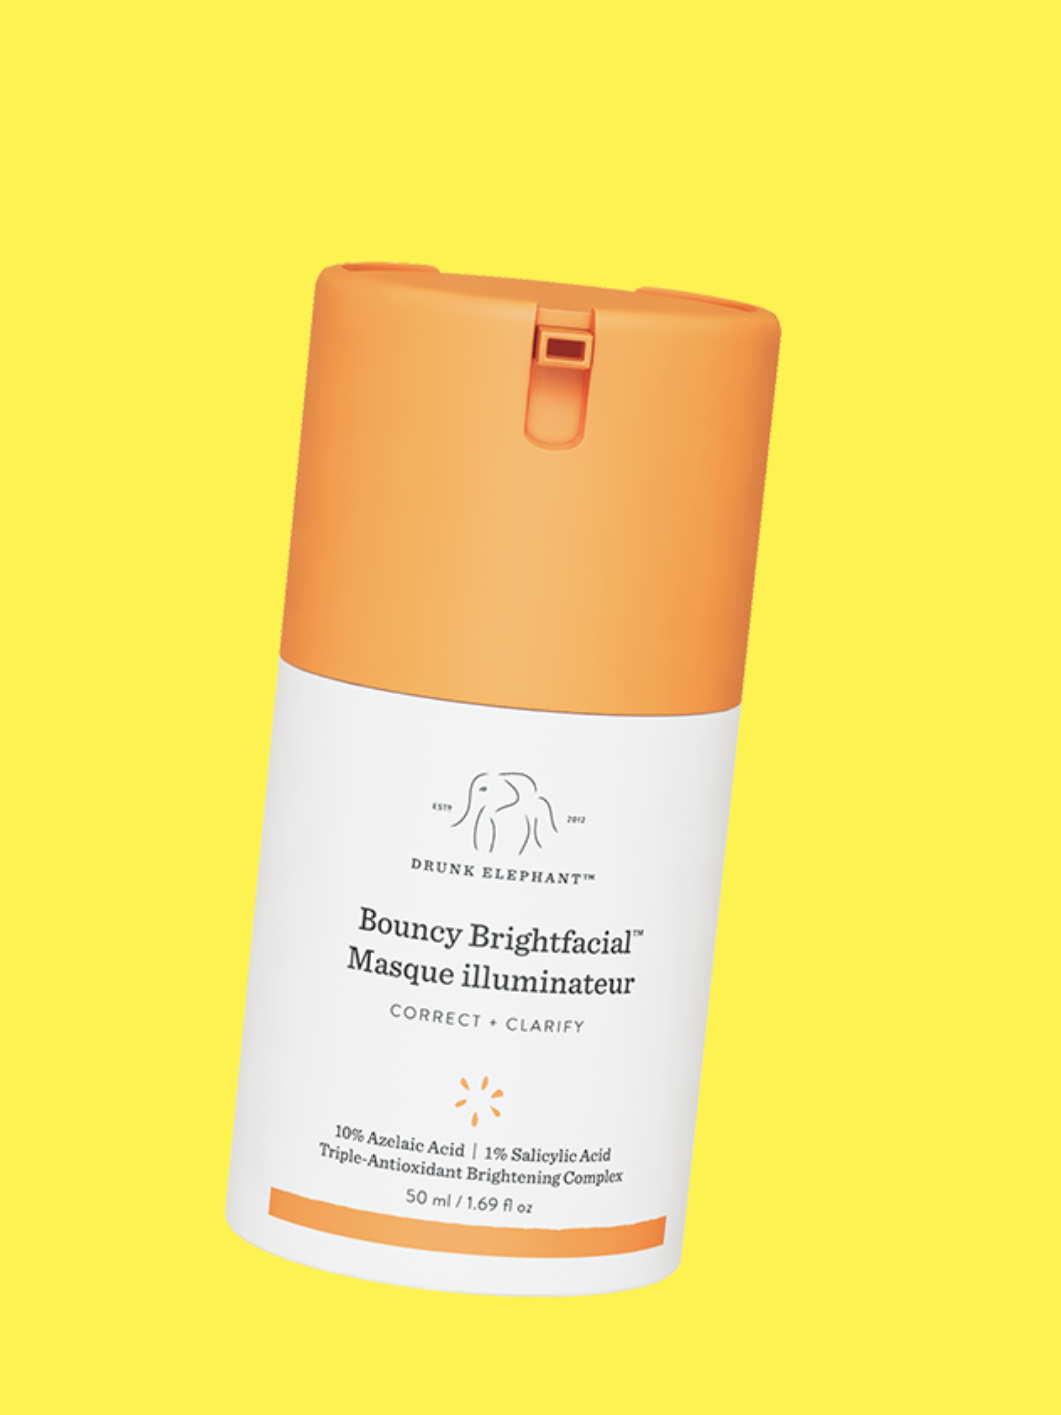 ESTD 2012
DRUNK ELEPHANT™
Bouncy Brightfacial™
Masque illuminateur
CORRECT + CLARIFY
10% Azelaic Acid | 1% Salicylic Acid
Triple-Antioxidant Brightening Complex
50 ml / 1.69 fl oz